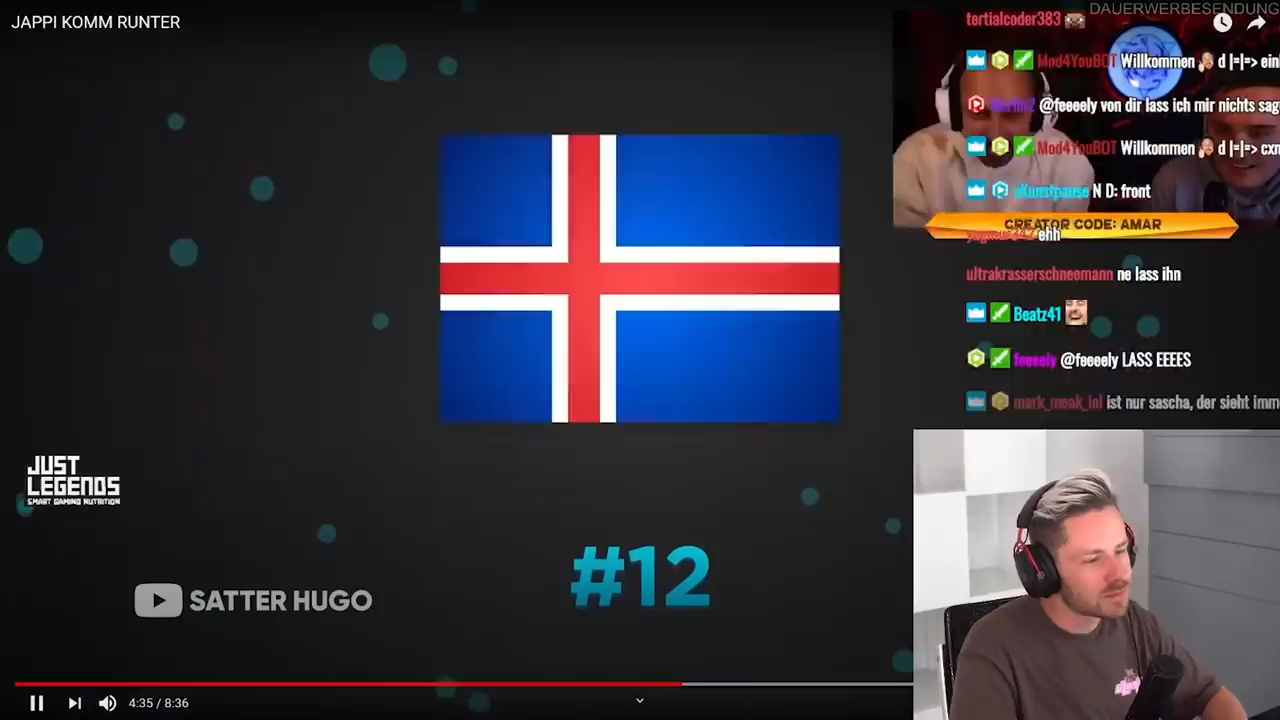 JAPPI KOMM RUNTER
DAUERWERBESENDUNG
tertialcoder383
Mod4YouBOT Willkommen d |=|=> ein
@feeeely von dir lass ich mir nichts sag
Mod4YouBOT Willkommen d |=|=> cxn
xKunstpause N D: front
CREATOR CODE: AMAR
ehh
ultrakrasserschneemann ne lass ihn
Beatz41
feeeely @feeeely LASS EEEES
mark_meak_lol ist nur sascha, der sieht imm
JUST
LEGENDS
SMART GAMING NUTRITION
#12
SATTER HUGO
4:35 / 8:36